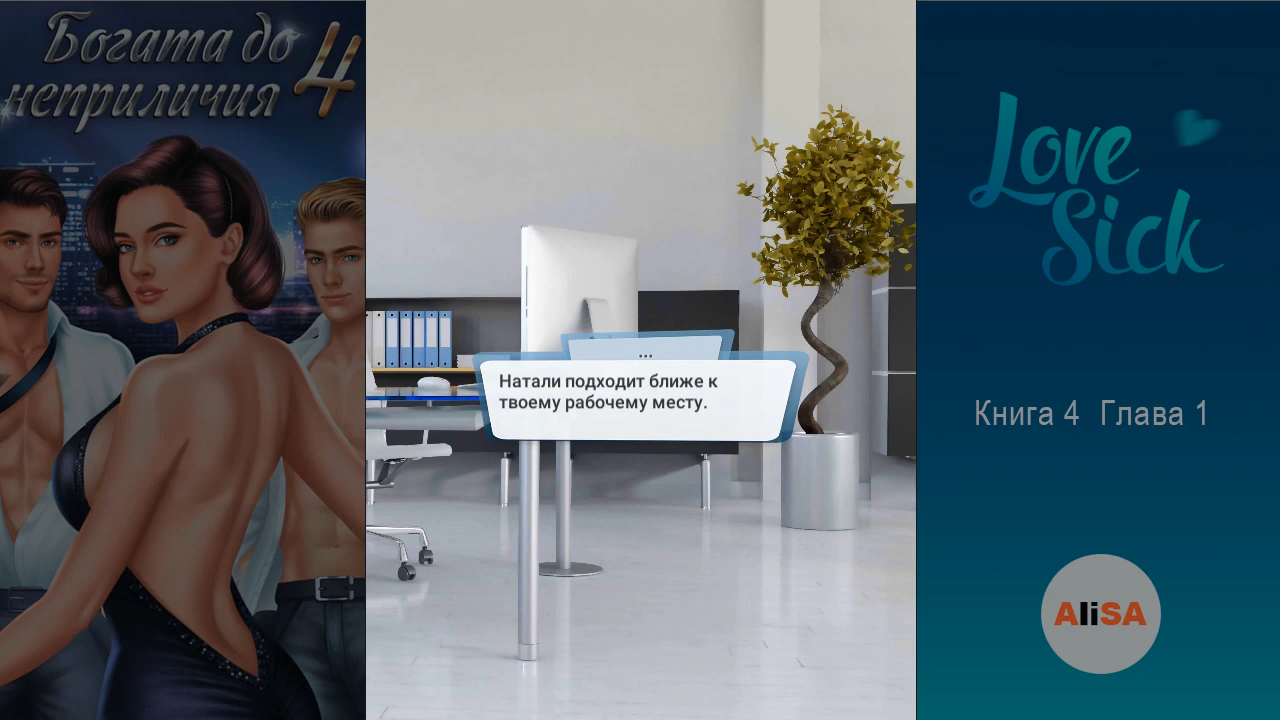 Богата до
неприличия 4
...
Натали подходит ближе к
твоему рабочему месту.
Love
Sick
Книга 4 Глава 1
AliSA